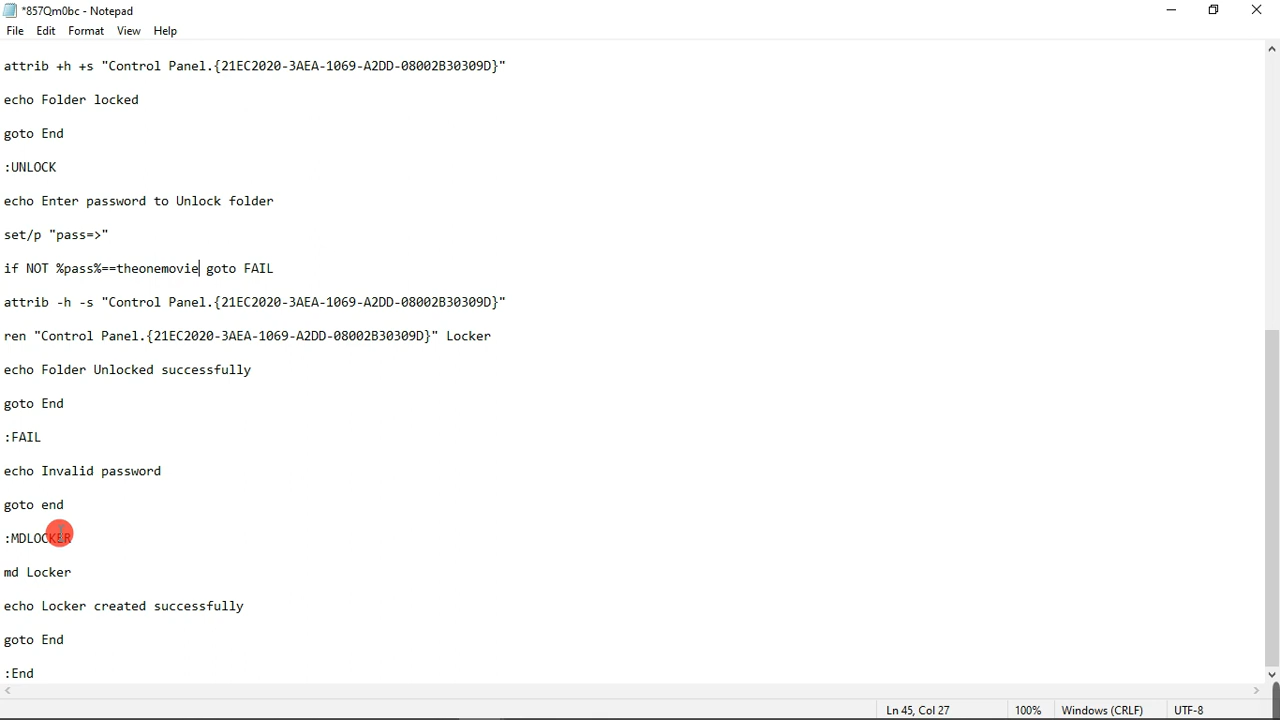 *857Qm0bc - Notepad
File Edit Format View Help
attrib +h +s "Control Panel.{21EC2020-3AEA-1069-A2DD-08002B30309D}"
echo Folder locked
goto End
:UNLOCK
echo Enter password to Unlock folder
set/p "pass=>"
if NOT %pass%==theonemovie goto FAIL
attrib -h -s "Control Panel.{21EC2020-3AEA-1069-A2DD-08002B30309D}"
ren "Control Panel.{21EC2020-3AEA-1069-A2DD-08002B30309D}" Locker
echo Folder Unlocked successfully
goto End
:FAIL
echo Invalid password
goto end
:MDLOCKER
md Locker
echo Locker created successfully
goto End
:End
Ln 45, Col 27 100% Windows (CRLF) UTF-8